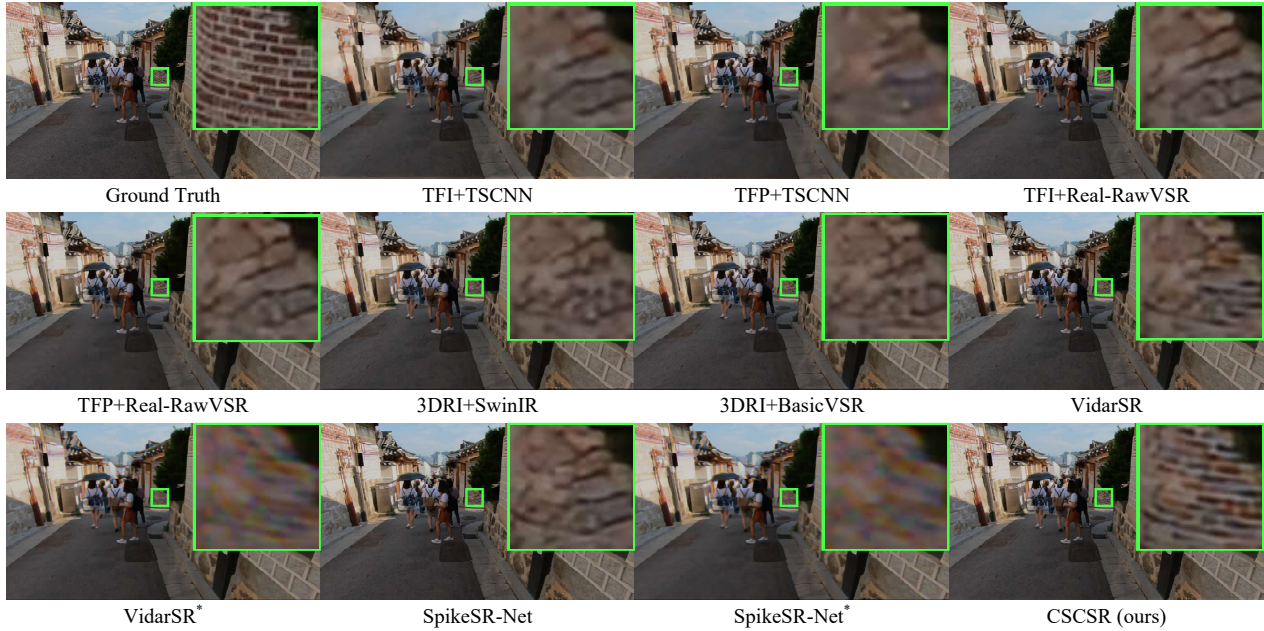 Ground Truth
TFI+TSCNN
TFP+TSCNN
TFI+Real-RawVSR
TFP+Real-RawVSR
3DRI+SwinIR
3DRI+BasicVSR
VidarSR
VidarSR*
SpikeSR-Net
SpikeSR-Net*
CSCSR (ours)